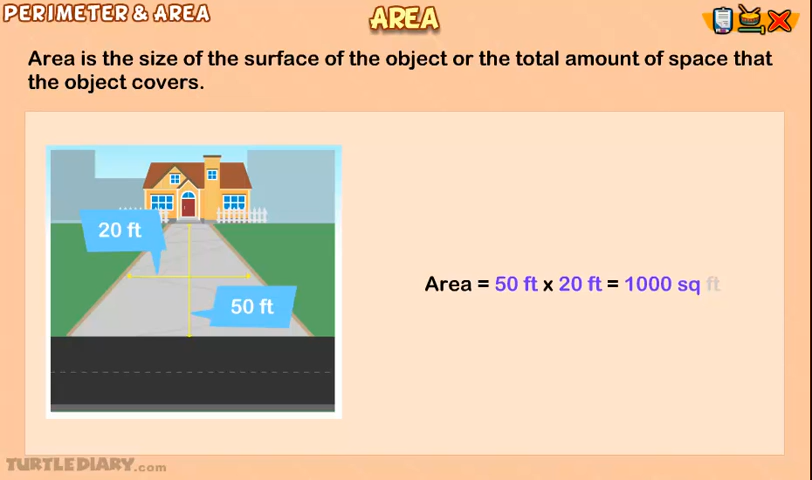 PERIMETER & AREA
AREA
Area is the size of the surface of the object or the total amount of space that
the object covers.
20 ft
50 ft
Area = 50 ft x 20 ft = 1000 sq ft
TURTLEDIARY.com